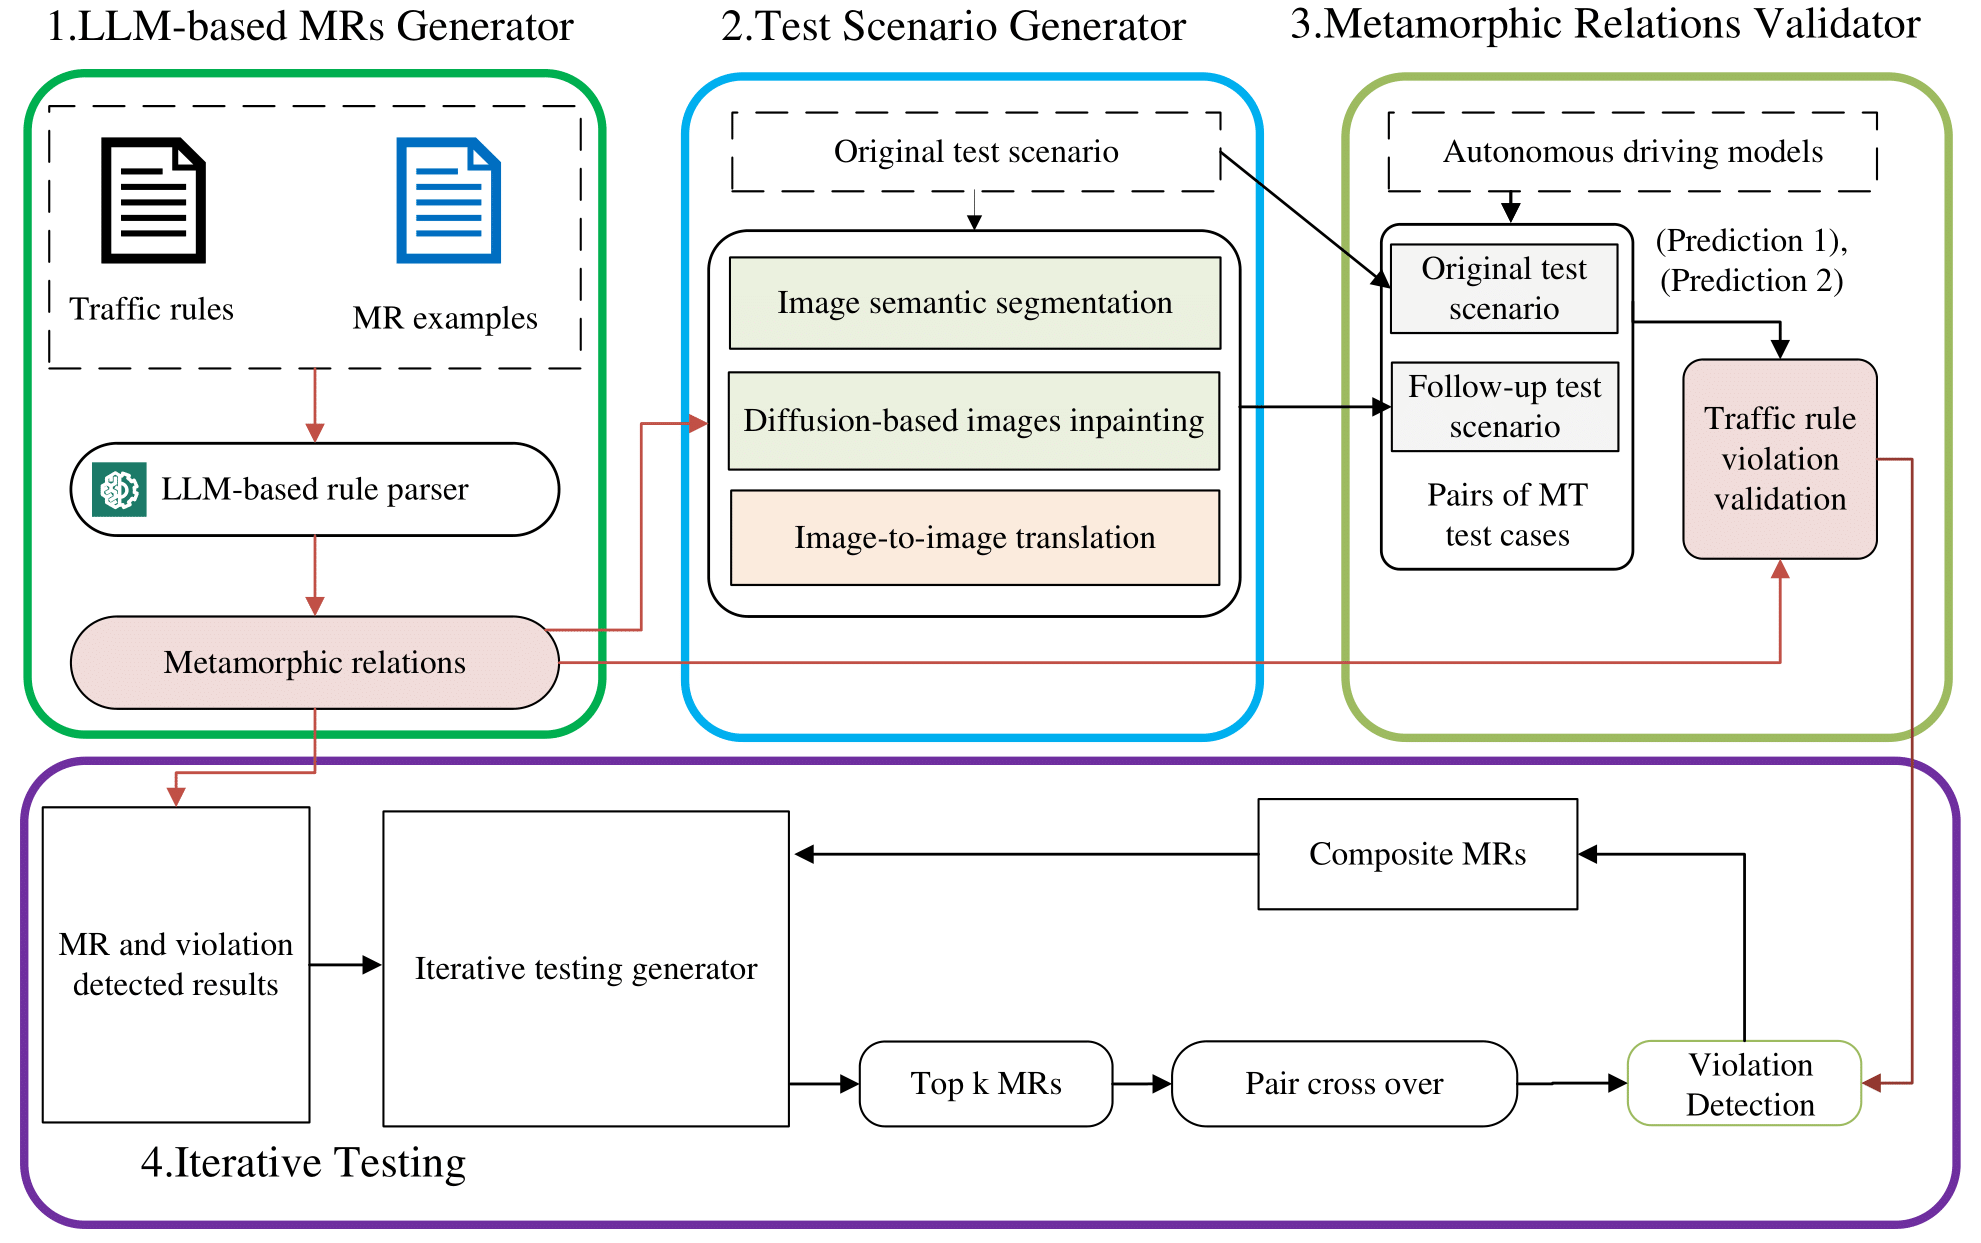 1.LLM-based MRs Generator
Traffic rules
MR examples
LLM-based rule parser
Metamorphic relations
2.Test Scenario Generator
Original test scenario
Image semantic segmentation
Diffusion-based images inpainting
Image-to-image translation
3.Metamorphic Relations Validator
Autonomous driving models
Original test
scenario
Follow-up test
scenario
Pairs of MT
test cases
(Prediction 1),
(Prediction 2)
Traffic rule
violation
validation
MR and violation
detected results
Iterative testing generator
Composite MRs
Top k MRs
Pair cross over
Violation
Detection
4.Iterative Testing